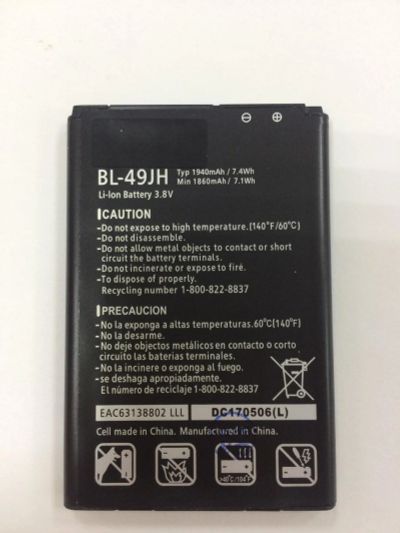 ⊖ ⊕
BL-49JH Typ 1940mAh / 7.4Wh
Li-Ion Battery 3.8V Min 1860mAh / 7.1Wh
CAUTION
-Do not expose to high temperature.(140°F/60°C)
-Do not disassemble.
-Do not allow metal objects to contact or short
circuit the battery terminals.
-Do not incinerate or expose to fire.
-To dispose of properly.
Recycling number 1-800-822-8837
PRECAUCION
-No la exponga a altas temperaturas.60°C(140°F)
-No la desarme.
-No deje objetos metálicos en contacto o corto
circuiten las baterías terminales.
-No la incinere o exponga al fuego.
-se deshaga apropiadamente.
El número de reciclaje 1-800-822-8837
EAC63138802 LLL
DC170506(L)
Cell made in China. Manufactured in China.
>40°C / 104°F